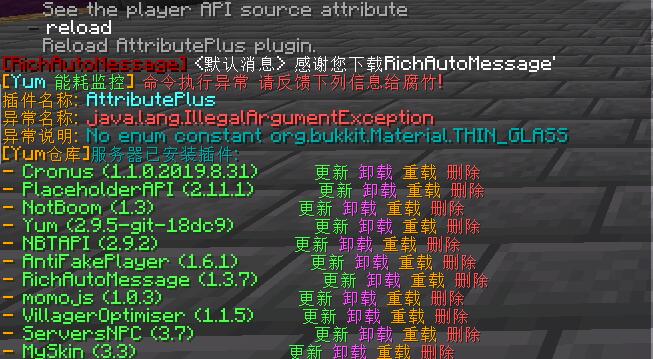 See the player API source attribute
- reload
Reload AttributePlus plugin.
[RichAutoMessage] <默认消息> 感谢您下载RichAutoMessage'
[Yum 能耗监控] 命令执行异常 请反馈下列信息给腐竹!
插件名称: AttributePlus
异常名称: java.lang.IllegalArgumentException
异常说明: No enum constant org.bukkit.Material.THIN_GLASS
[Yum仓库]服务器已安装插件:
- Cronus (1.1.0.2019.8.31) 更新 卸载 重载 删除
- PlaceholderAPI (2.11.1) 更新 卸载 重载 删除
- NotBoom (1.3) 更新 卸载 重载 删除
- Yum (2.9.5-git-18dc9) 更新 卸载 重载 删除
- NBTAPI (2.9.2) 更新 卸载 重载 删除
- AntiFakePlayer (1.6.1) 更新 卸载 重载 删除
- RichAutoMessage (1.3.7) 更新 卸载 重载 删除
- momo.js (1.0.3) 更新 卸载 重载 删除
- VillagerOptimiser (1.1.5) 更新 卸载 重载 删除
- ServersNPC (3.7) 更新 卸载 重载 删除
- MySkin (3.3) 更新 卸载 重载 删除